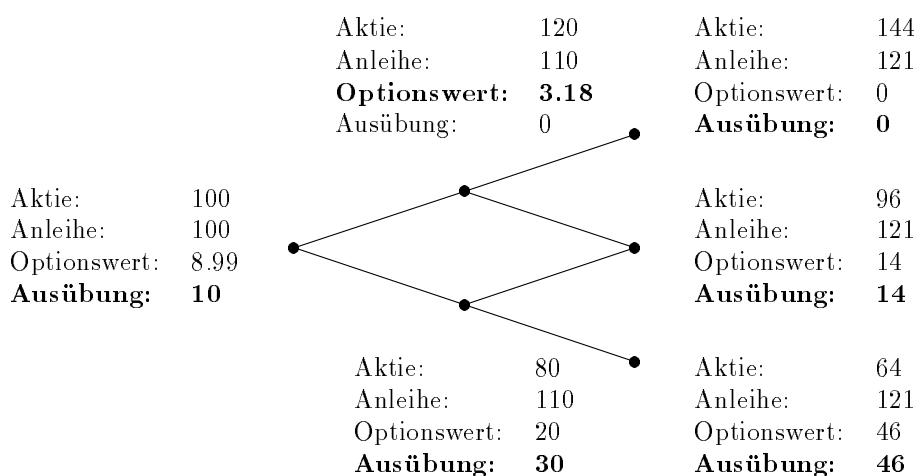 Aktie: 120
Anleihe: 110
Optionswert: 3.18
Ausübung: 0
Aktie: 144
Anleihe: 121
Optionswert: 0
Ausübung: 0
Aktie: 100
Anleihe: 100
Optionswert: 8.99
Ausübung: 10
Aktie: 96
Anleihe: 121
Optionswert: 14
Ausübung: 14
Aktie: 80
Anleihe: 110
Optionswert: 20
Ausübung: 30
Aktie: 64
Anleihe: 121
Optionswert: 46
Ausübung: 46